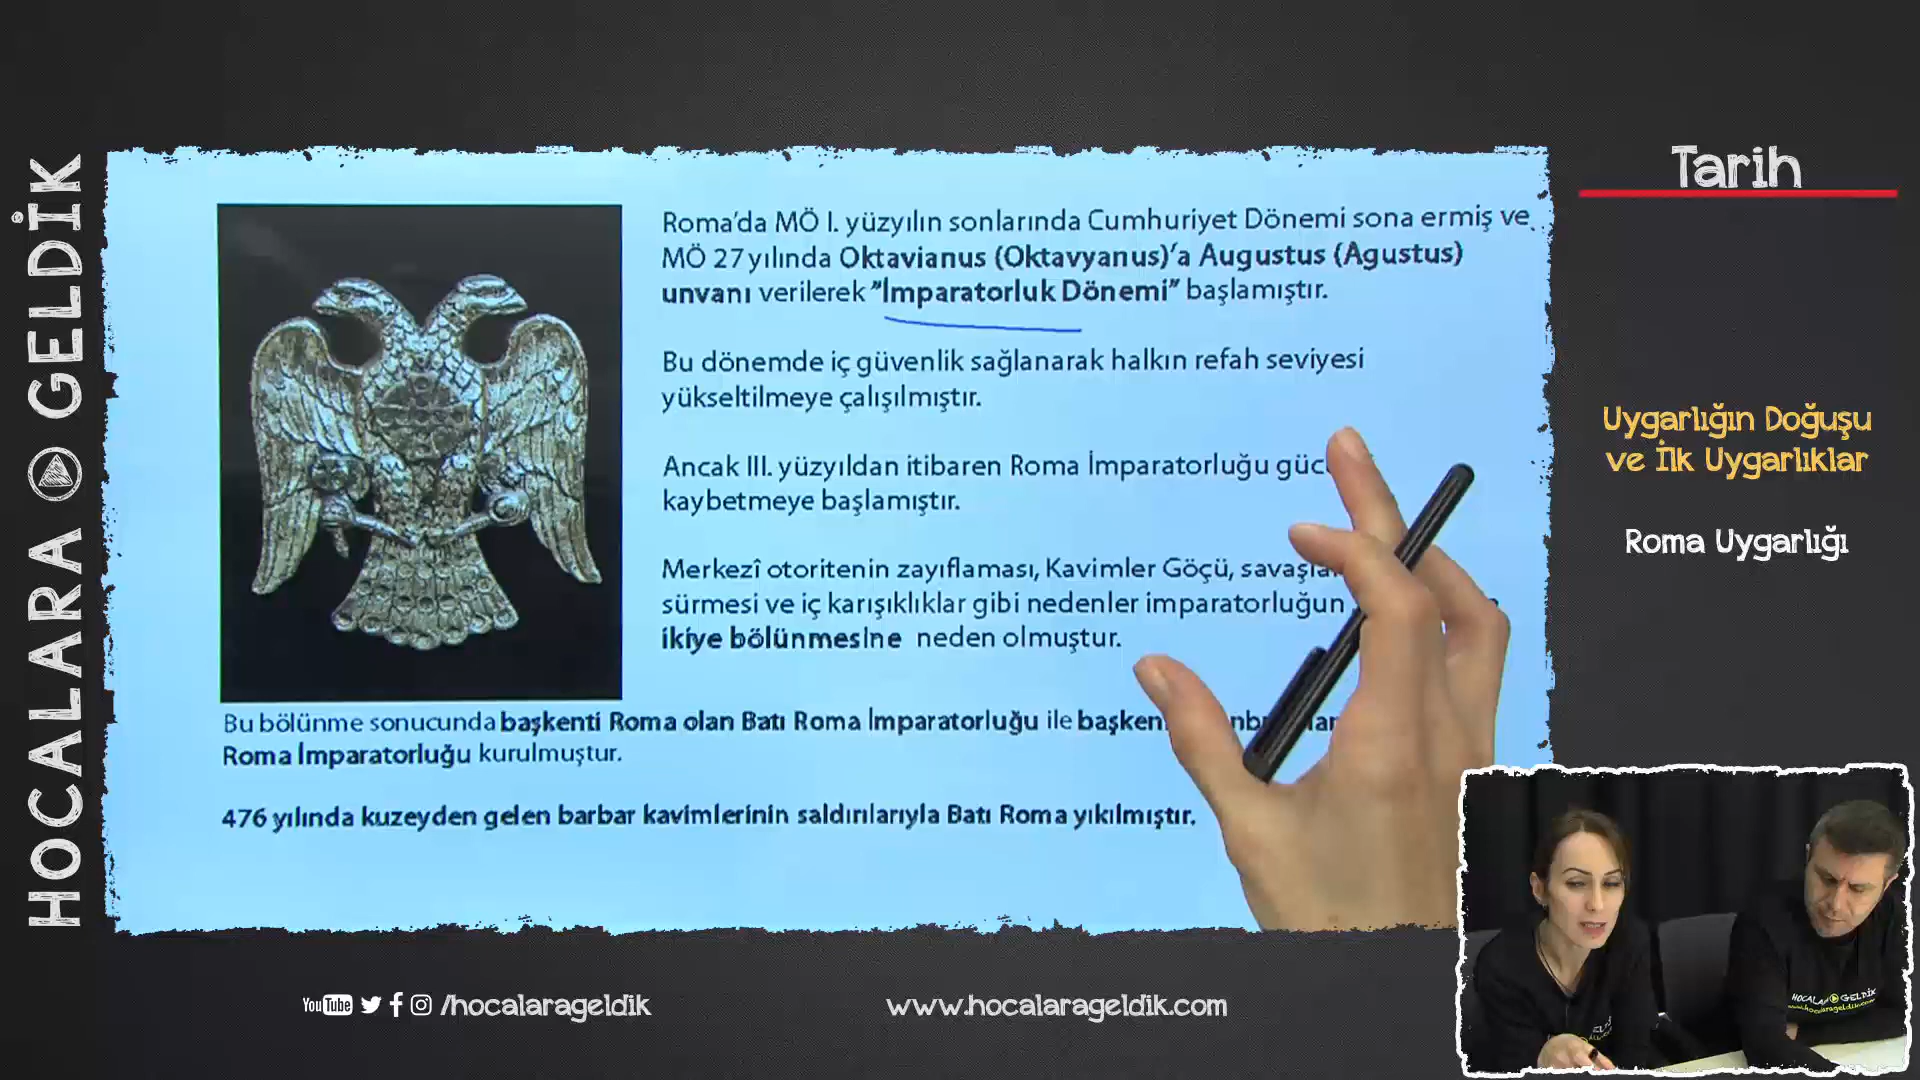 HOCALARA GELDİK
Tarih
Uygarlığın Doğuşu
ve İlk Uygarlıklar
Roma Uygarlığı
Roma'da MÖ I. yüzyılın sonlarında Cumhuriyet Dönemi sona ermiş ve
MÖ 27 yılında Oktavianus (Oktavyanus)'a Augustus (Agustus)
unvanı verilerek "İmparatorluk Dönemi" başlamıştır.
Bu dönemde iç güvenlik sağlanarak halkın refah seviyesi
yükseltilmeye çalışılmıştır.
Ancak III. yüzyıldan itibaren Roma İmparatorluğu
kaybetmeye başlamıştır.
Merkezî otoritenin zayıflaması, Kavimler Göçü,
sürmesi ve iç karışıklıklar gibi nedenler imparatorluğun
ikiye bölünmesine neden olmuştur.
Bu bölünme sonucunda başkenti Roma olan Batı Roma İmparatorluğu ile
Roma İmparatorluğu kurulmuştur.
476 yılında kuzeyden gelen barbar kavimlerinin saldırılarıyla Batı Roma yıkılmıştır.
YouTube /hocalarageldik
www.hocalarageldik.com